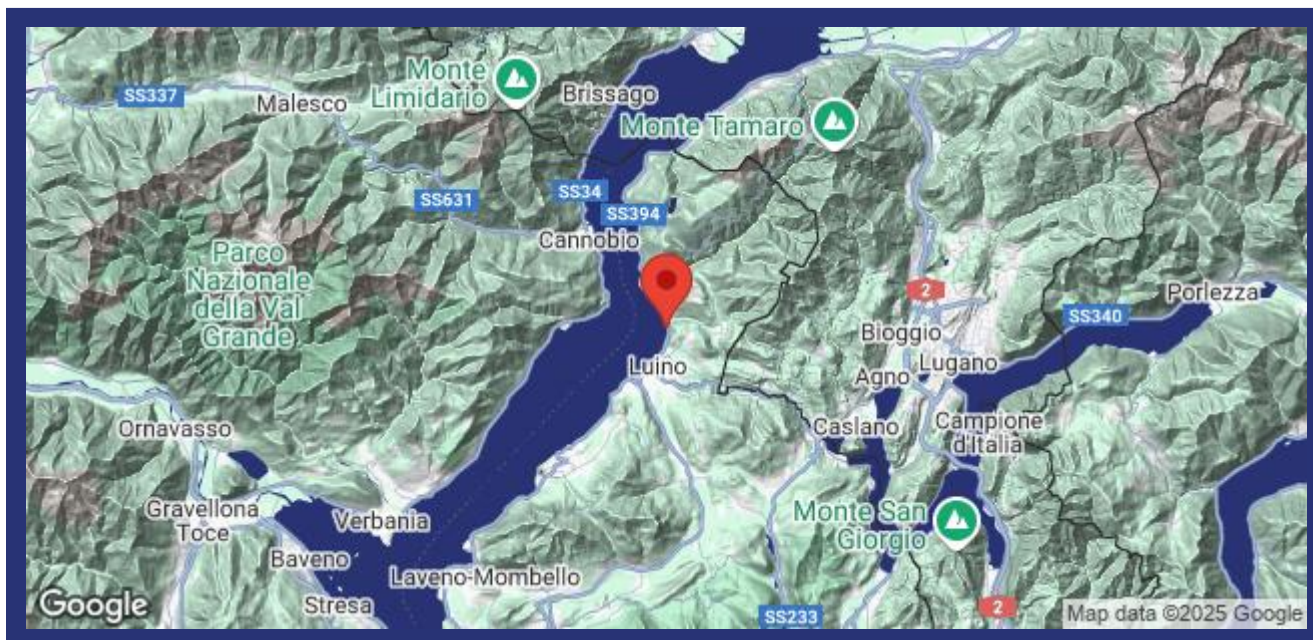 Monte
Limidario
Brissago
SS337
Malesco
Monte Tamaro
SS34
SS631
SS394
Cannobio
Parco
Nazionale
della Val
Grande
2
Porlezza
SS340
Bioggio
Luino
Lugano
Agno
Ornavasso
Caslano
Campione
d'Italia
Gravellona
Toce
Verbania
Monte San
Giorgio
Baveno
Laveno-Mombello
Stresa
SS233
2
Google
Map data ©2025 Google